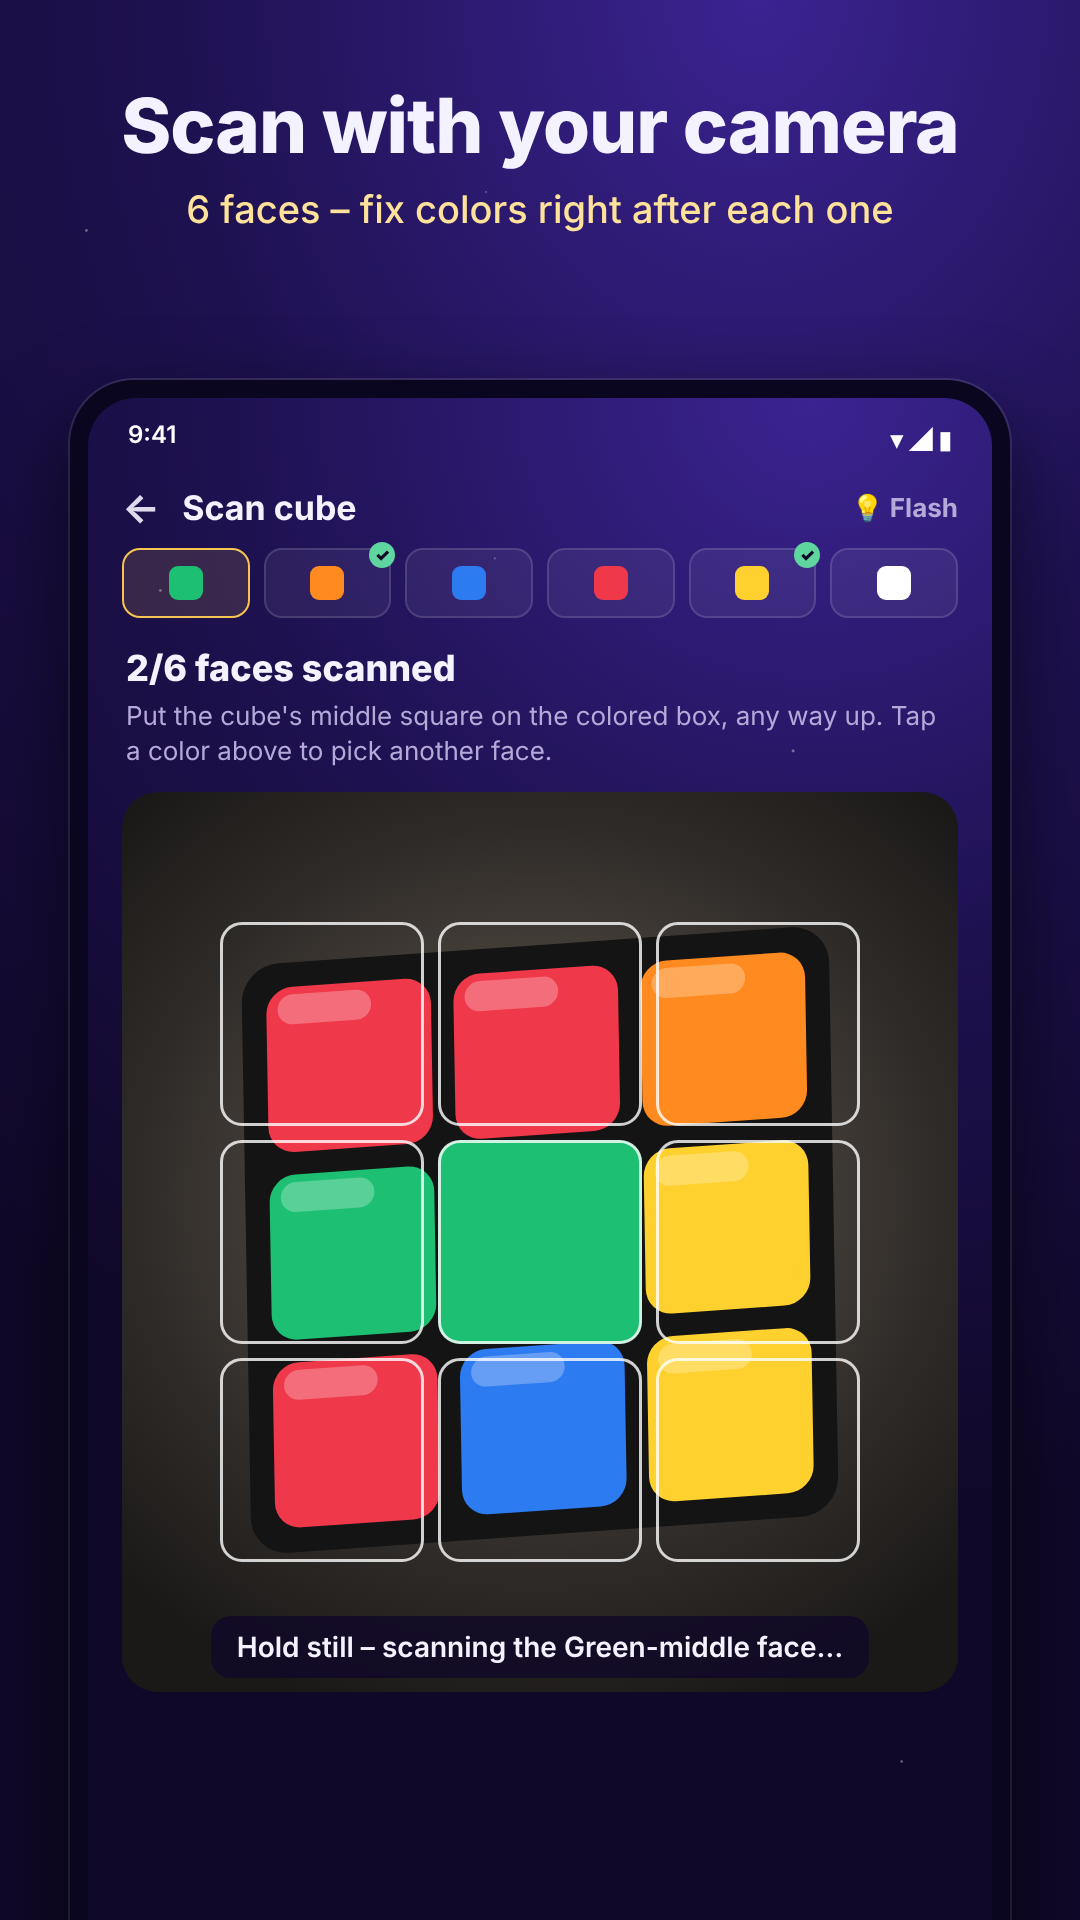 Scan with your camera
6 faces – fix colors right after each one
9:41
Scan cube
Flash
2/6 faces scanned
Put the cube's middle square on the colored box, any way up. Tap
a color above to pick another face.
Hold still – scanning the Green-middle face...